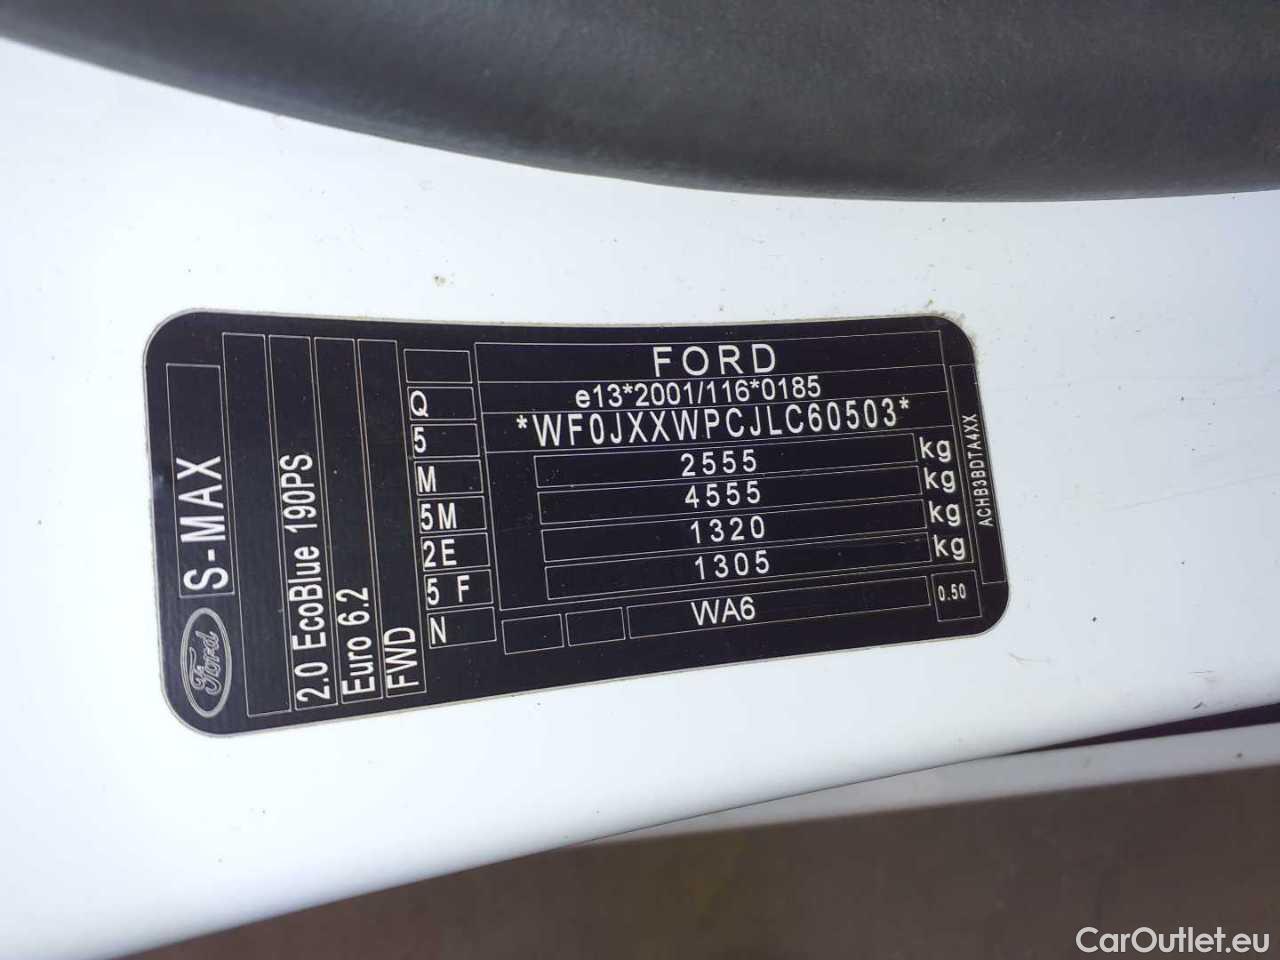 FORD
e13*2001/116*0185
*WF0JXXWPCJLC60503*
2555 kg
4555 kg
1320 kg
1305 kg
WA6
0.50
ACHB3BDTA4XX
Q
5
M
5M
2E
5 F
N
Ford S-MAX
2.0 EcoBlue 190PS
Euro 6.2
FWD
CarOutlet.eu